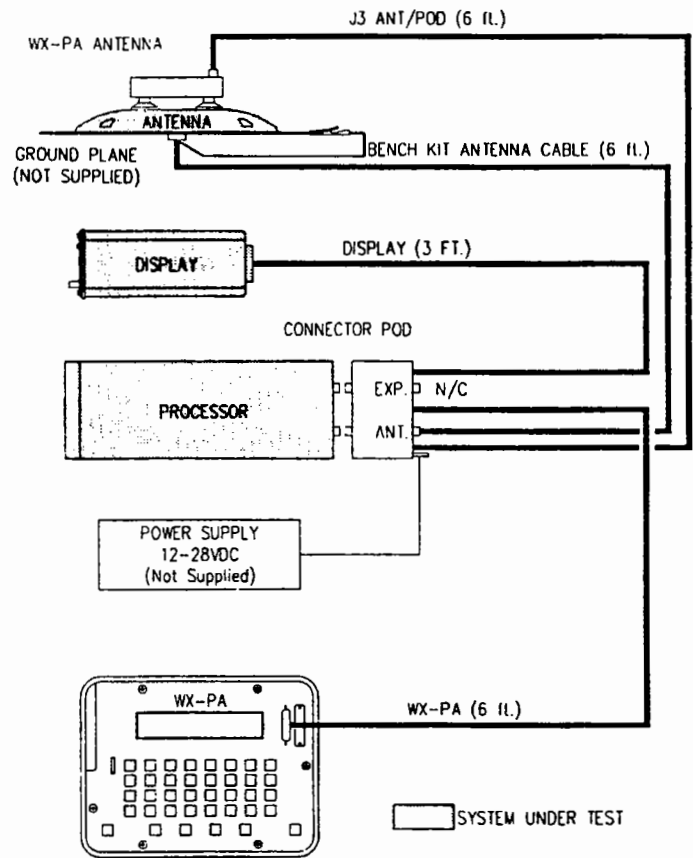 J3 ANT/POD (6 ft.)
WX-PA ANTENNA
ANTENNA
GROUND PLANE
(NOT SUPPLIED)
BENCH KIT ANTENNA CABLE (6 ft.)
DISPLAY (3 FT.)
DISPLAY
CONNECTOR POD
EXP. N/C
PROCESSOR
ANT.
POWER SUPPLY
12-28VDC
(Not Supplied)
WX-PA
WX-PA (6 ft.)
SYSTEM UNDER TEST